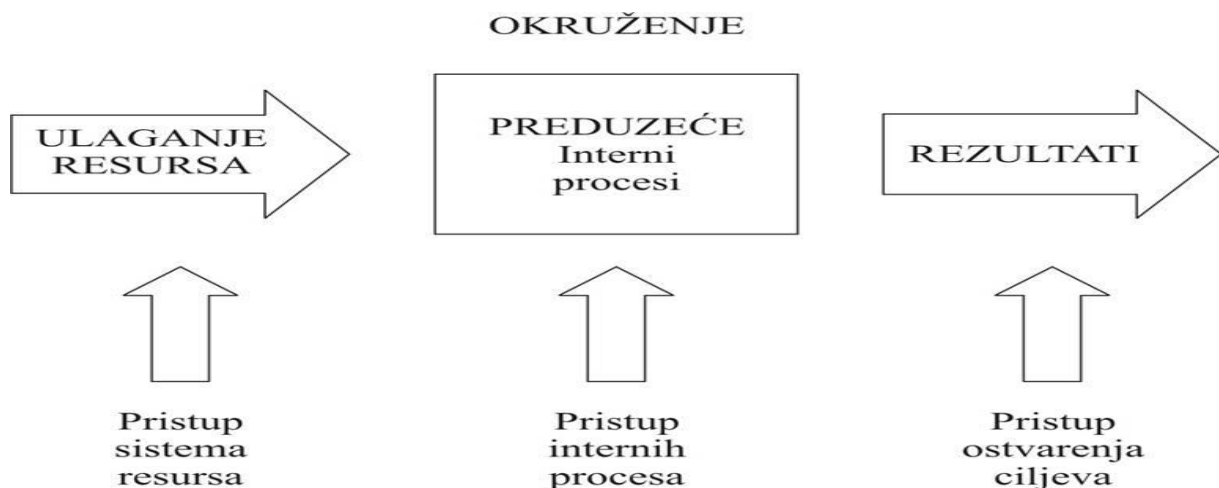 OKRUŽENJE
ULAGANJE
RESURSA
PREDUZEĆE
Interni
procesi
REZULTATI
Pristup
sistema
resursa
Pristup
internih
procesa
Pristup
ostvarenja
ciljeva